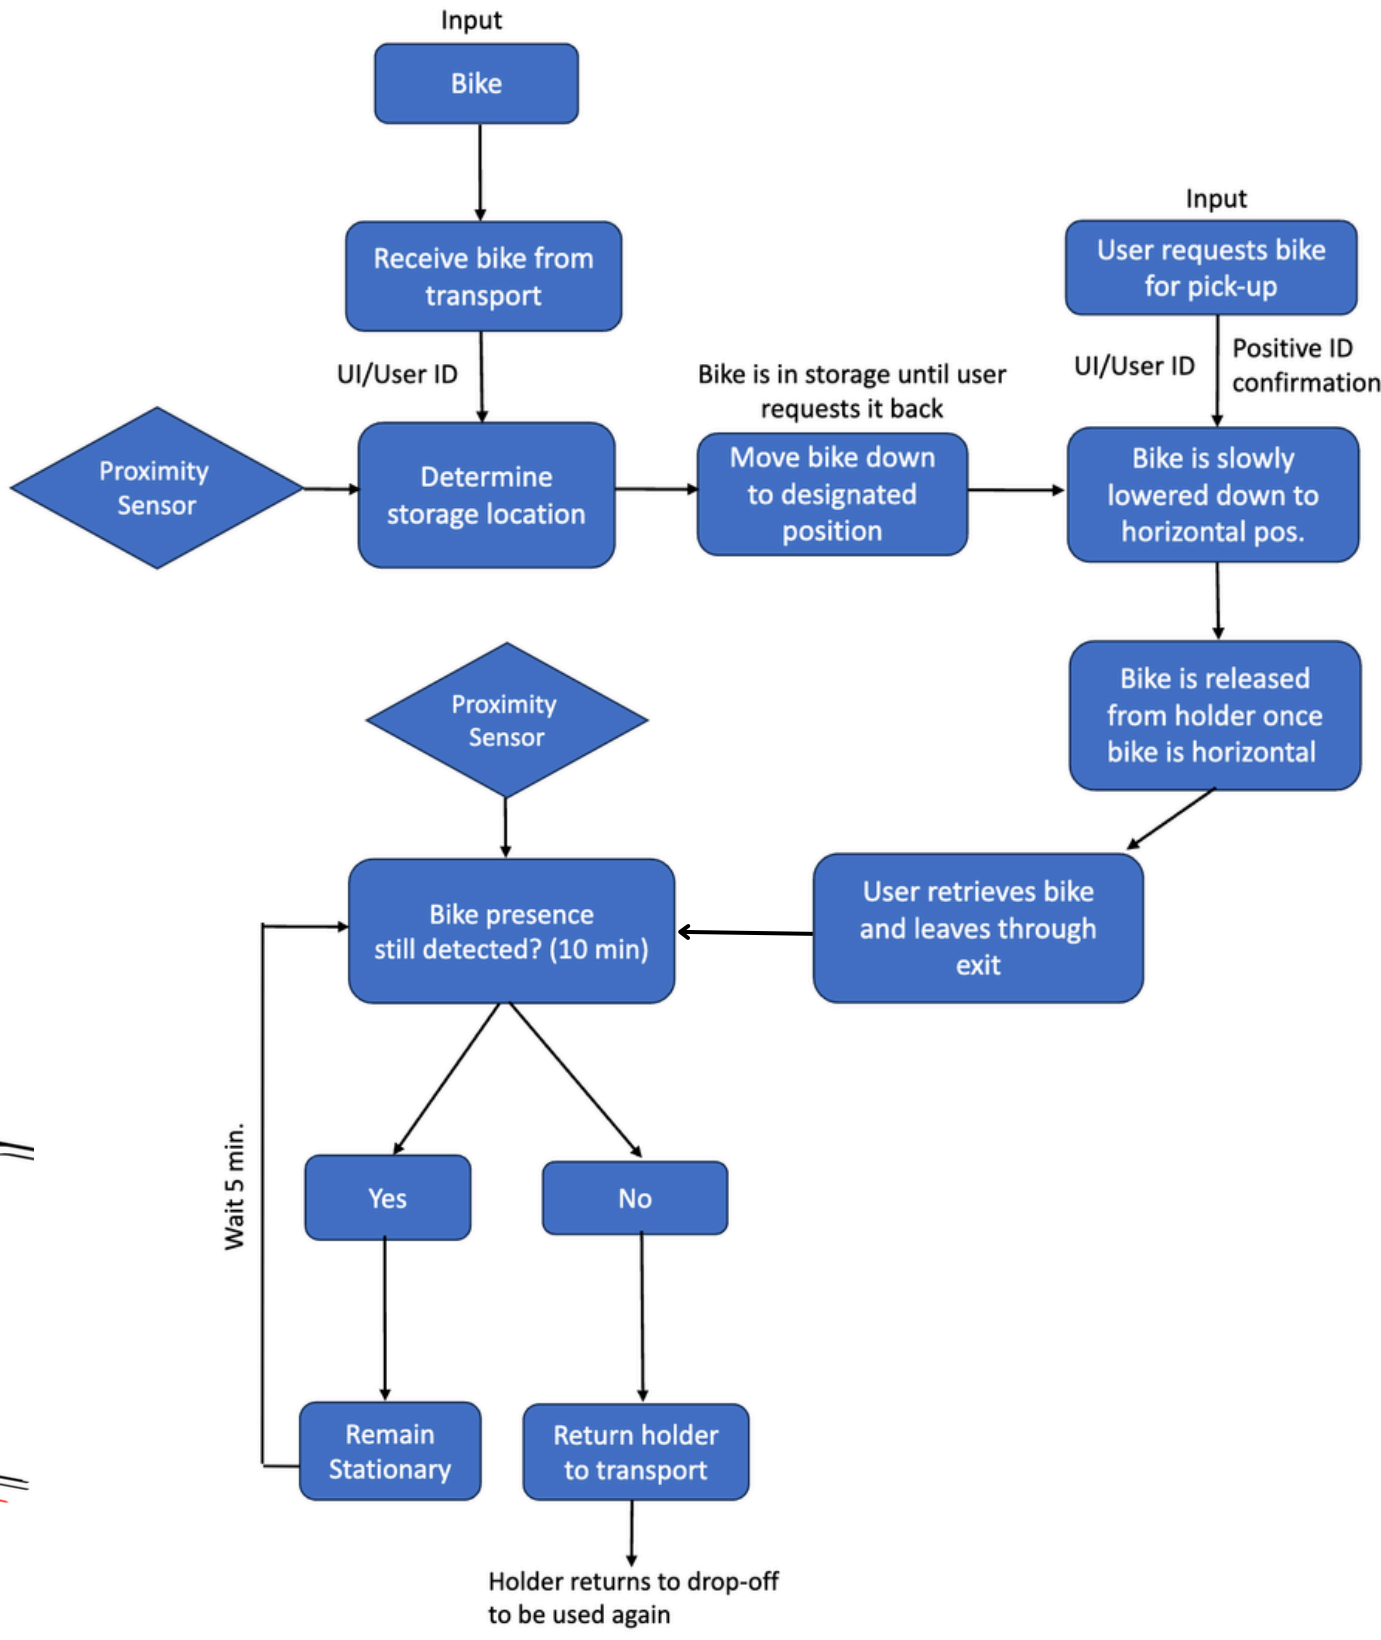 Input
Bike
Receive bike from
transport
UI/User ID
Proximity
Sensor
Determine
storage location
Bike is in storage until user
requests it back
Move bike down
to designated
position
Input
User requests bike
for pick-up
UI/User ID
Positive ID
confirmation
Bike is slowly
lowered down to
horizontal pos.
Bike is released
from holder once
bike is horizontal
User retrieves bike
and leaves through
exit
Proximity
Sensor
Bike presence
still detected? (10 min)
Wait 5 min.
Yes
No
Remain
Stationary
Return holder
to transport
Holder returns to drop-off
to be used again